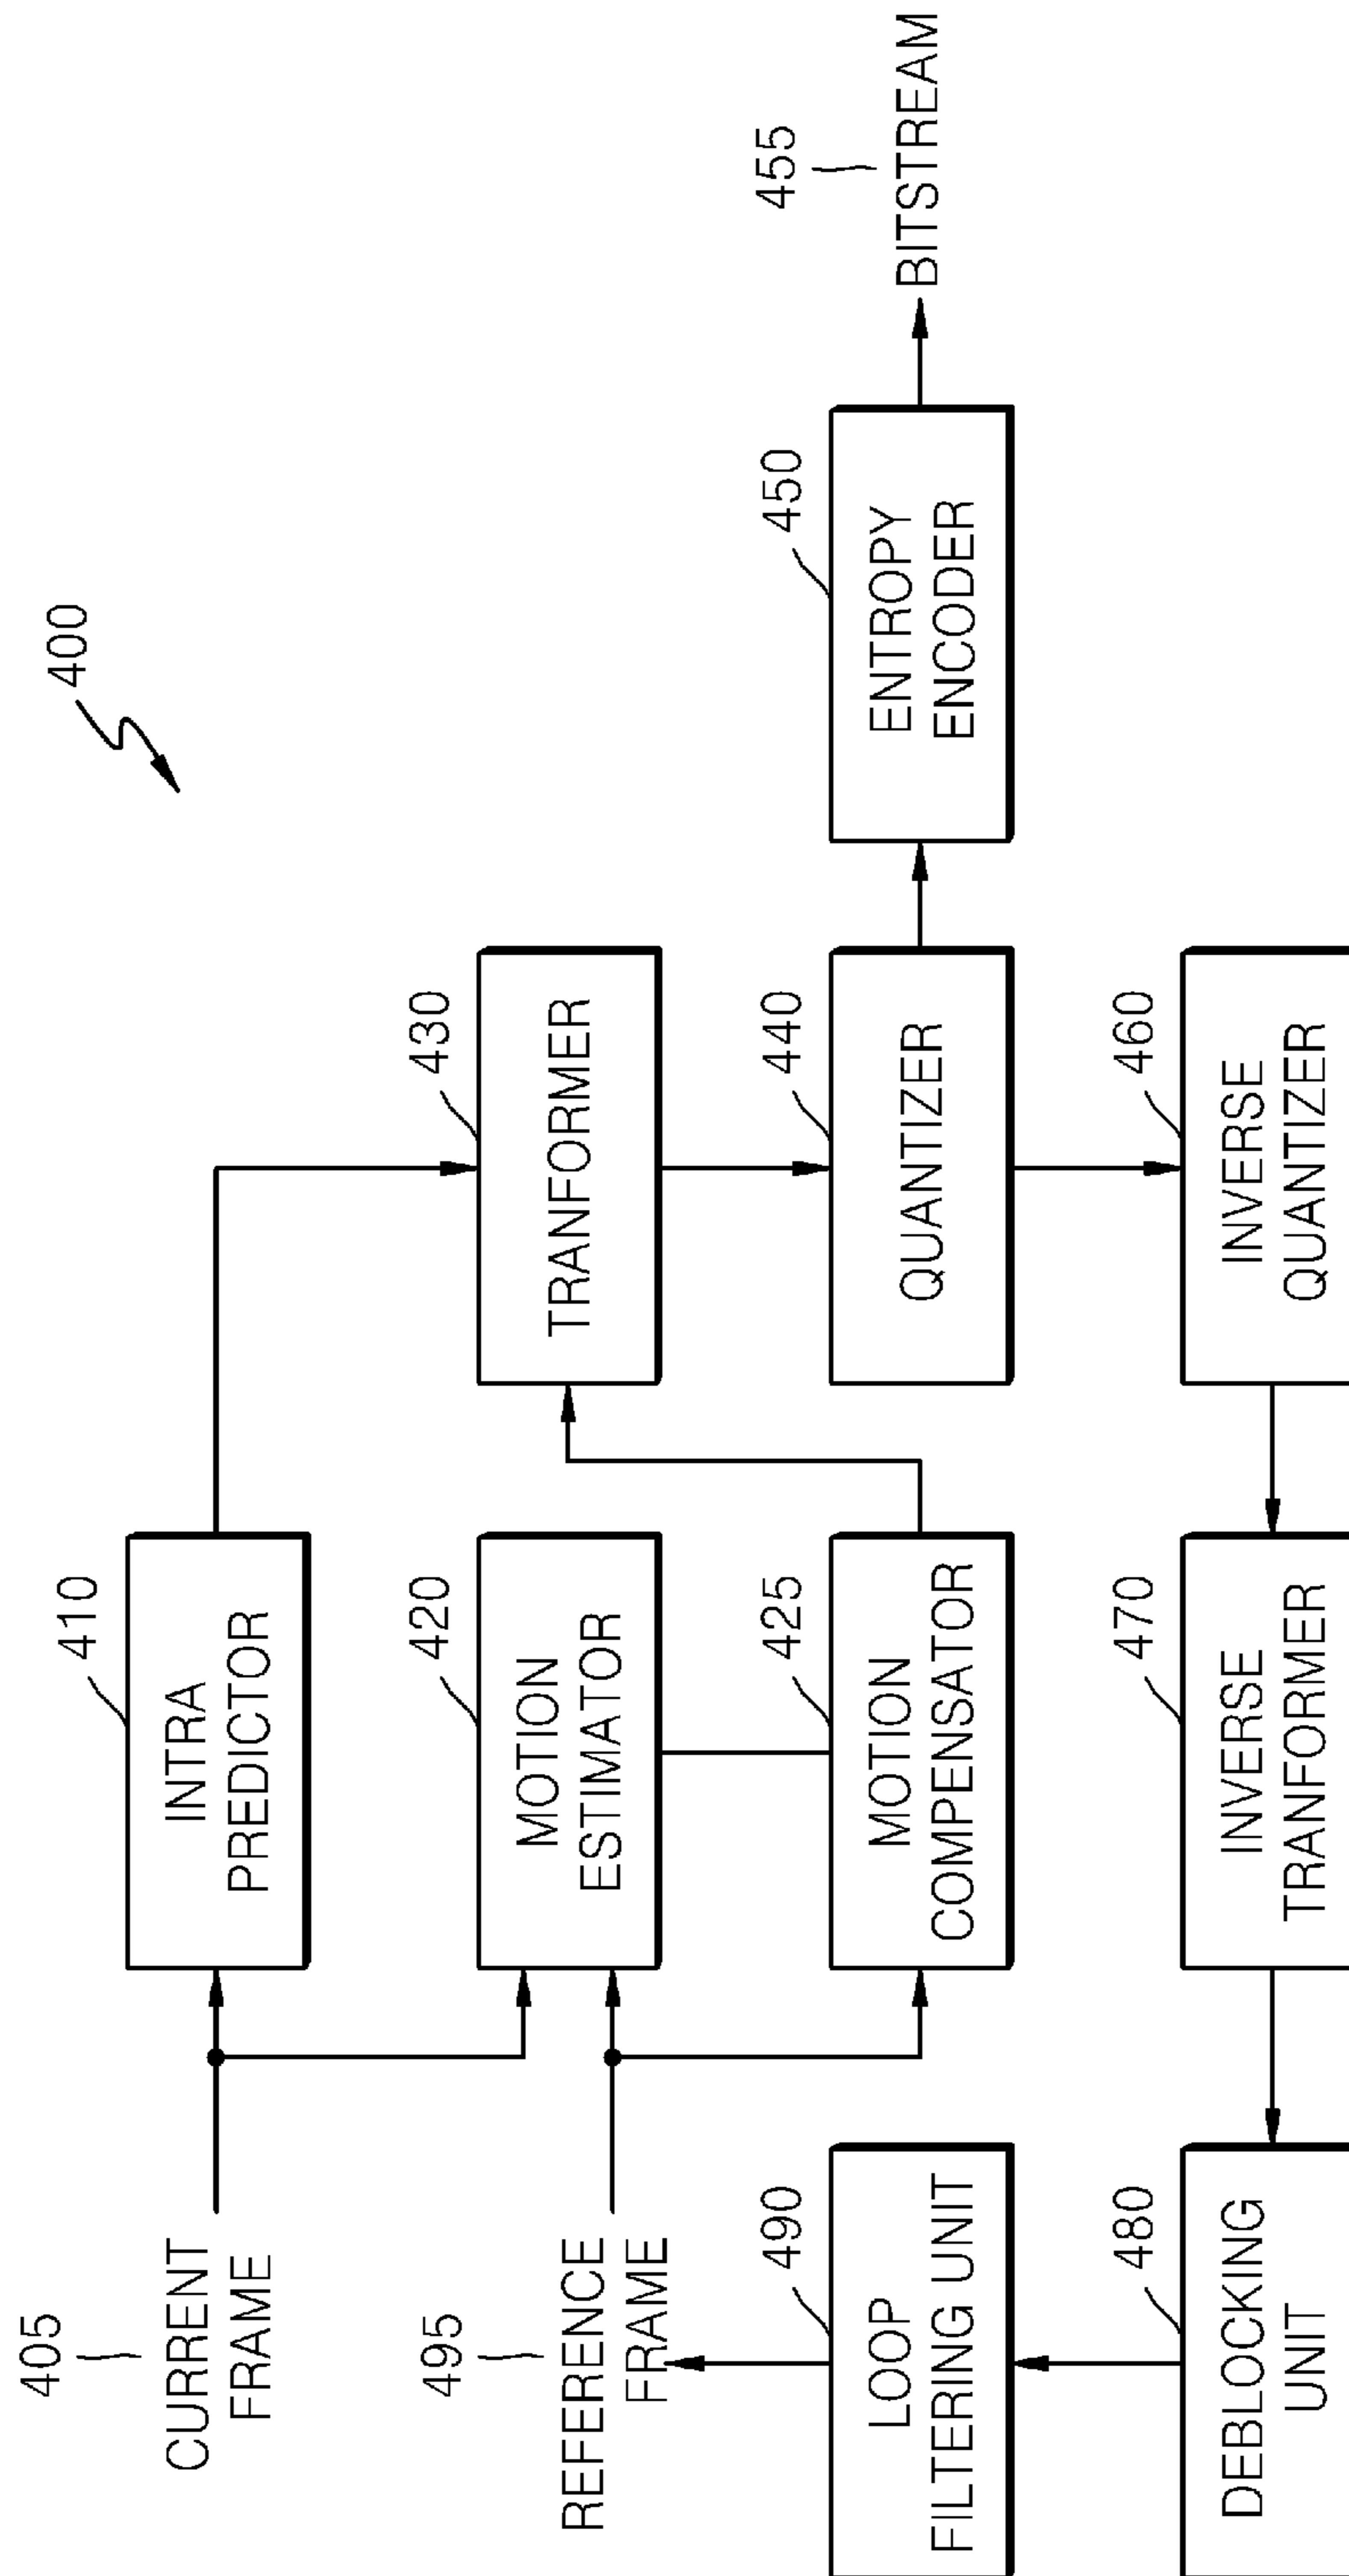 400
405
CURRENT
FRAME
410
INTRA
PREDICTOR
495
REFERENCE
FRAME
420
MOTION
ESTIMATOR
430
TRANFORMER
490
LOOP
FILTERING UNIT
425
MOTION
COMPENSATOR
440
QUANTIZER
450
ENTROPY
ENCODER
455
BITSTREAM
480
DEBLOCKING
UNIT
470
INVERSE
TRANFORMER
460
INVERSE
QUANTIZER